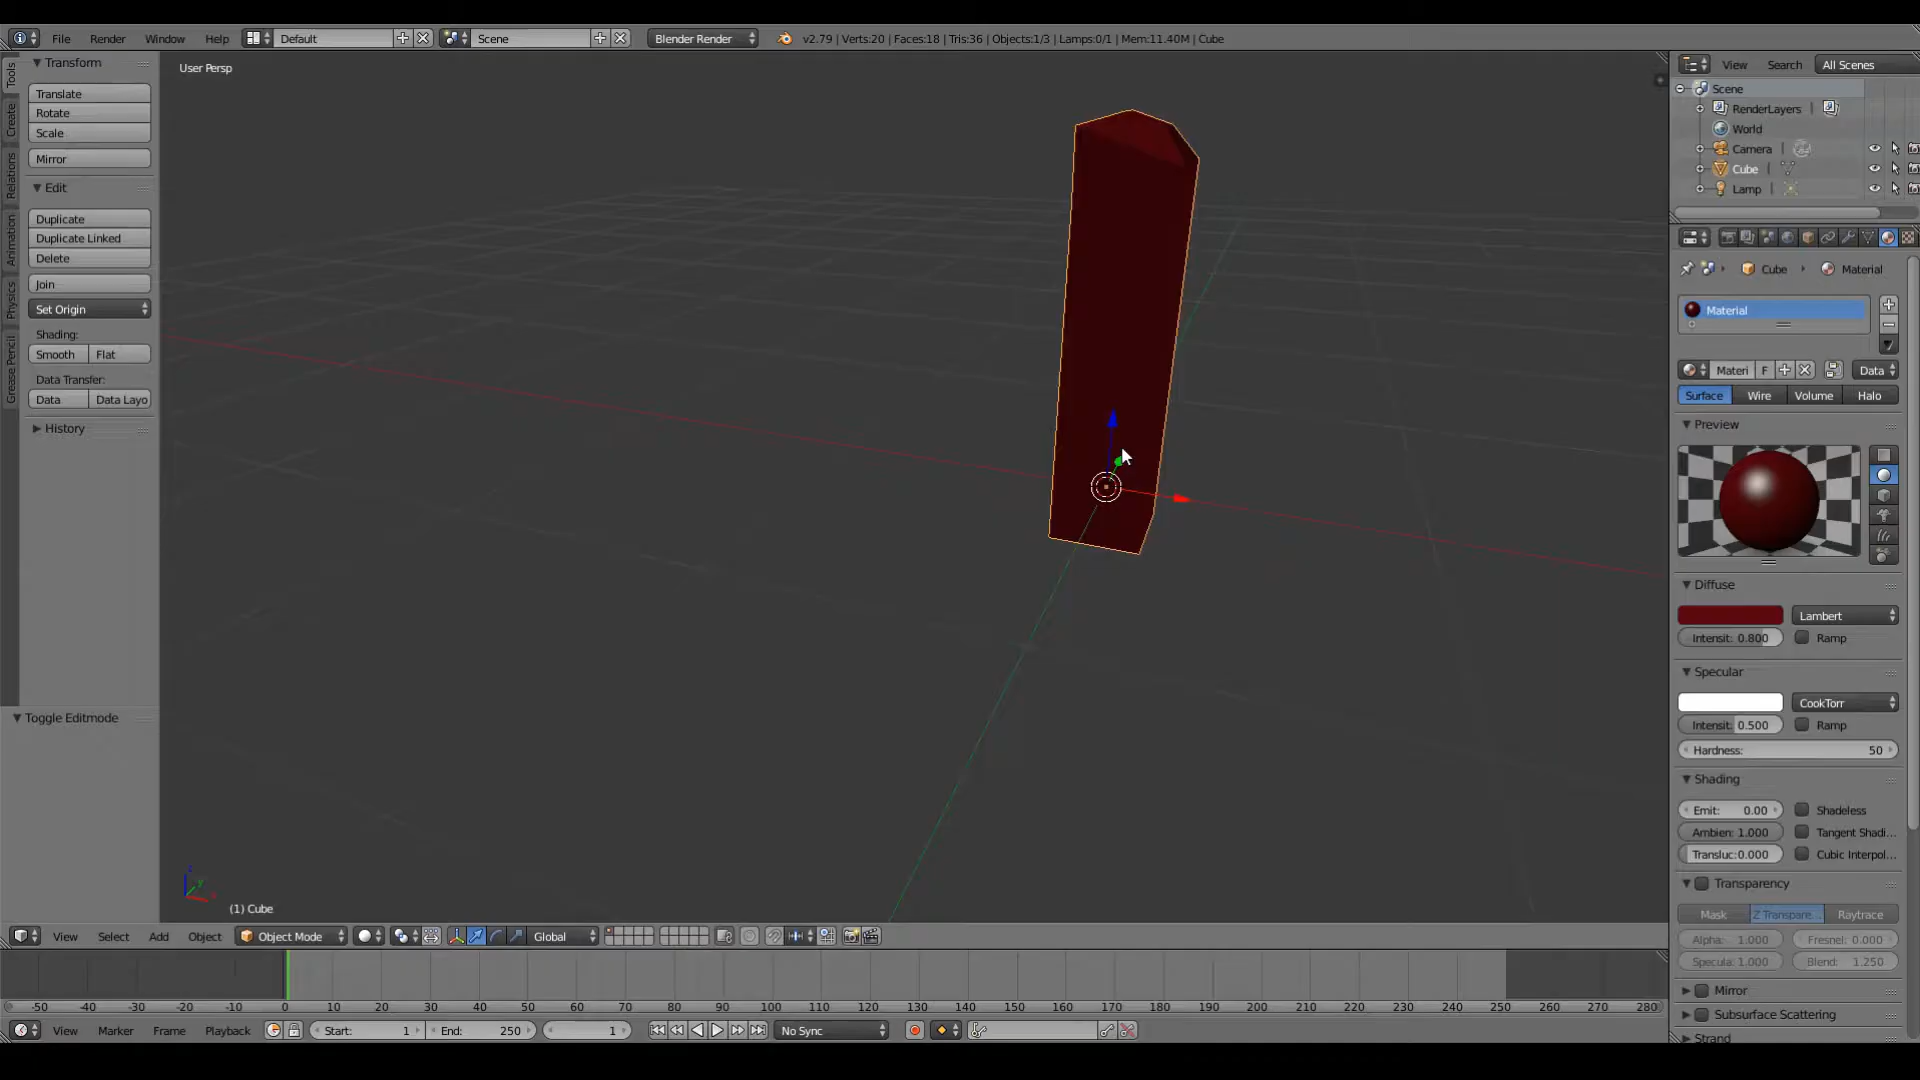 File Render Window Help Default Scene Blender Render v2.79 | Verts:20 | Faces:18 | Tris:36 | Objects:1/3 | Lamps:0/1 | Mem:11.40M | Cube
Tools
Create
Relations
Animation
Physics
Grease Pencil
Transform
Translate
Rotate
Scale
Mirror
Edit
Duplicate
Duplicate Linked
Delete
Join
Set Origin
Shading:
Smooth Flat
Data Transfer:
Data Data Layo
History
Toggle Editmode
User Persp
(1) Cube
View Search All Scenes
Scene
RenderLayers
World
Camera
Cube
Lamp
Cube Material
Material
Materi F Data
Surface Wire Volume Halo
Preview
Diffuse
Lambert
Intensit: 0.800 Ramp
Specular
CookTorr
Intensit: 0.500 Ramp
Hardness: 50
Shading
Emit: 0.00 Shadeless
Ambien: 1.000 Tangent Shadi...
Transluc:0.000 Cubic Interpol...
Transparency
Mask Z Transpare... Raytrace
Alpha: 1.000 Fresnel: 0.000
Specula: 1.000 Blend: 1.250
Mirror
Subsurface Scattering
Strand
View Select Add Object Object Mode Global
-50 -40 -30 -20 -10 0 10 20 30 40 50 60 70 80 90 100 110 120 130 140 150 160 170 180 190 200 210 220 230 240 250 260 270 280
View Marker Frame Playback Start: 1 End: 250 1 No Sync